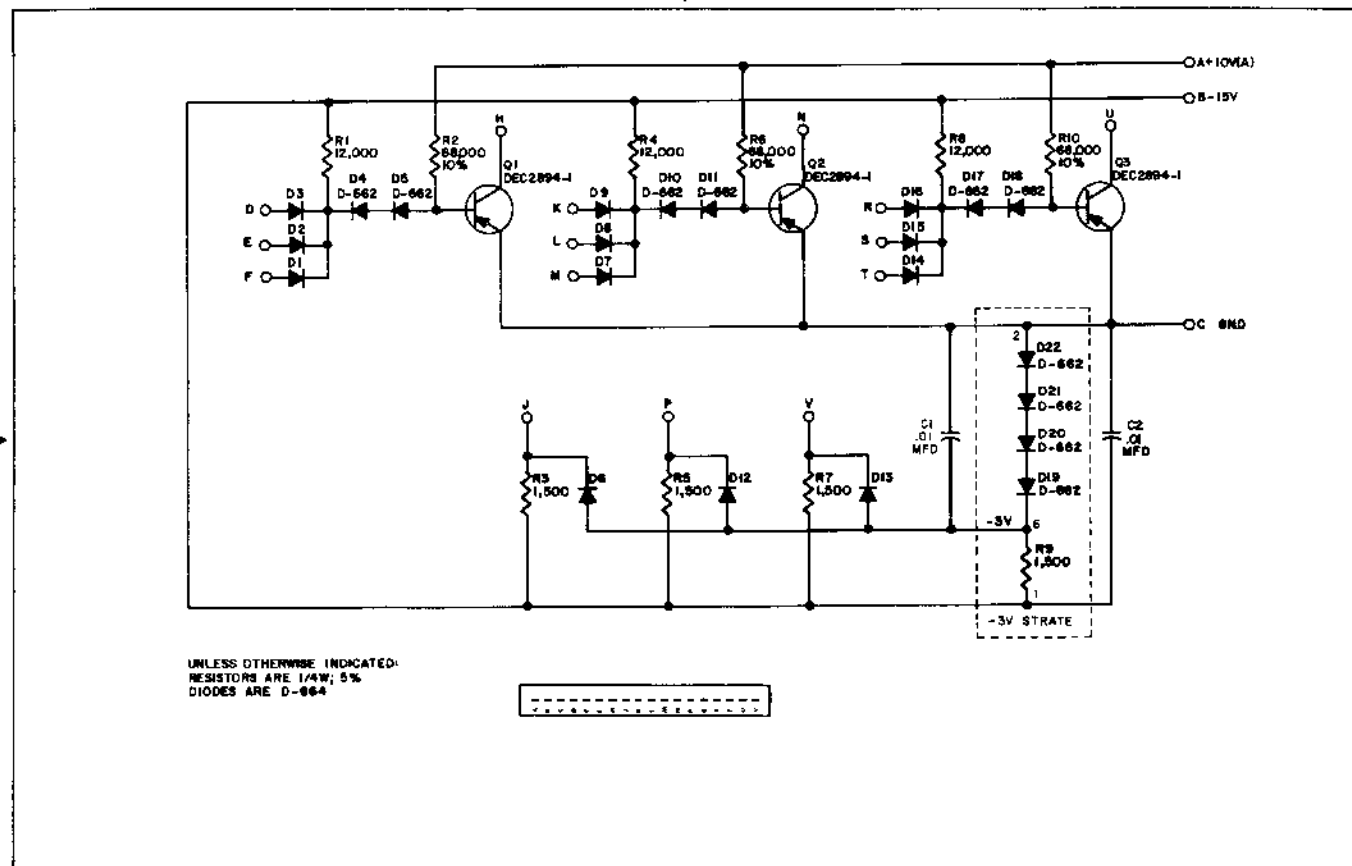 A+10V(A)
B-15V
H
N
U
R1
12,000
R2
68,000
10%
Q1
DEC2894-1
R4
12,000
R6
68,000
10%
Q2
DEC2894-1
R8
12,000
R10
68,000
10%
Q3
DEC2894-1
D3
D4
D-662
D5
D-662
D9
D10
D-662
D11
D-662
D16
D17
D-662
D18
D-662
D
K
R
D2
D8
D15
E
L
S
D1
D7
D14
F
M
T
C GND
2
D22
D-662
D21
D-662
D20
D-662
D19
D-662
J
P
V
C1
.01
MFD
C2
.01
MFD
R3
1,500
D6
R5
1,500
D12
R7
1,500
D13
-3V
6
R9
1,500
1
-3V STRATE
UNLESS OTHERWISE INDICATED:
RESISTORS ARE 1/4W; 5%
DIODES ARE D-664